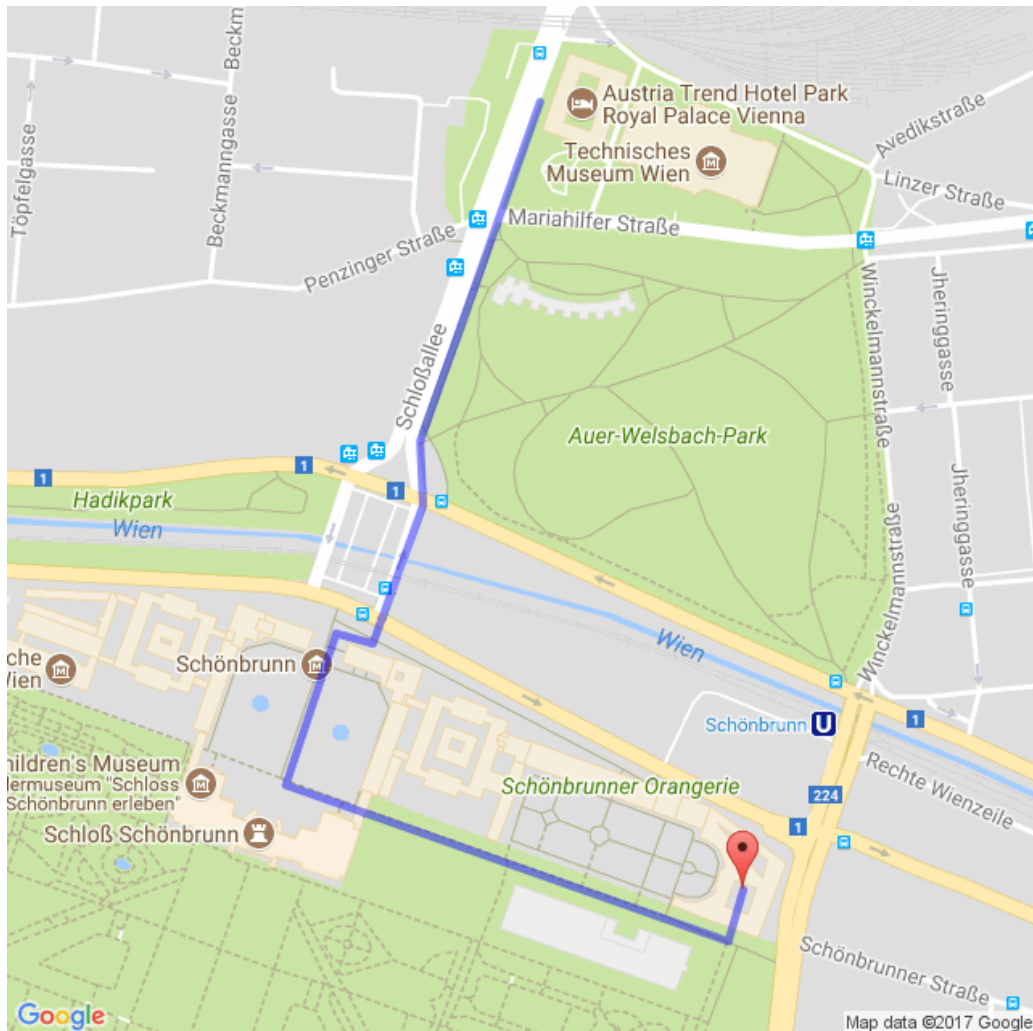 Beckm
Töpfelgasse
Beckmanngasse
Austria Trend Hotel Park
Royal Palace Vienna
Technisches
Museum Wien
Avedikstraße
Linzer Straße
Mariahilfer Straße
Penzinger Straße
Schloßallee
Winckelmannstraße
Jheringgasse
Auer-Welsbach-Park
1
1
1
Hadikpark
Wien
Jheringgasse
Winckelmannstraße
Wien
Schönbrunn
che
Wien
Schönbrunn
U
1
Rechte Wienzeile
hildren's Museum
dermuseum "Schloss
Schönbrunn erleben"
Schönbrunner Orangerie
224
1
Schloß Schönbrunn
Schönbrunner Straße
Google
Map data ©2017 Google